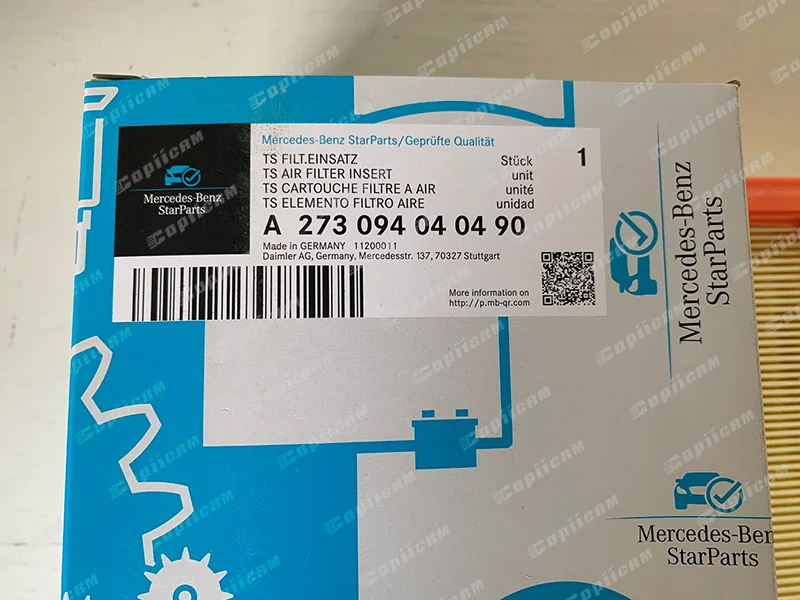 Mercedes-Benz StarParts/Geprüfte Qualität
TS FILT.EINSATZ Stück 1
TS AIR FILTER INSERT unit
TS CARTOUCHE FILTRE A AIR unité
TS ELEMENTO FILTRO AIRE unidad
A 273 094 04 04 90
Made in GERMANY 11200011
Daimler AG, Germany, Mercedesstr. 137, 70327 Stuttgart
More information on
http://p.mb-qr.com
Mercedes-Benz
StarParts
Mercedes-Benz
StarParts
Mercedes-Ben
StarParts
Copiicam